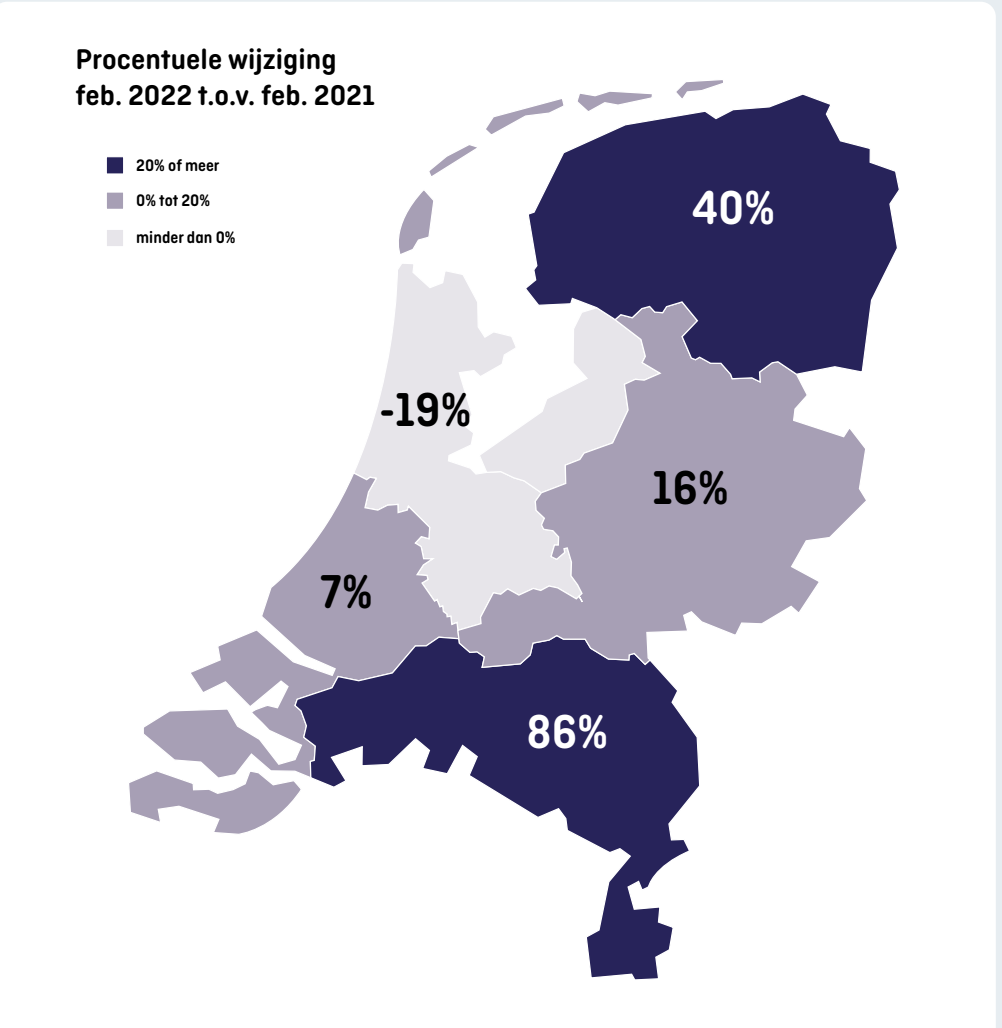 Procentuele wijziging
feb. 2022 t.o.v. feb. 2021
20% of meer
0% tot 20%
minder dan 0%
40%
-19%
16%
7%
86%